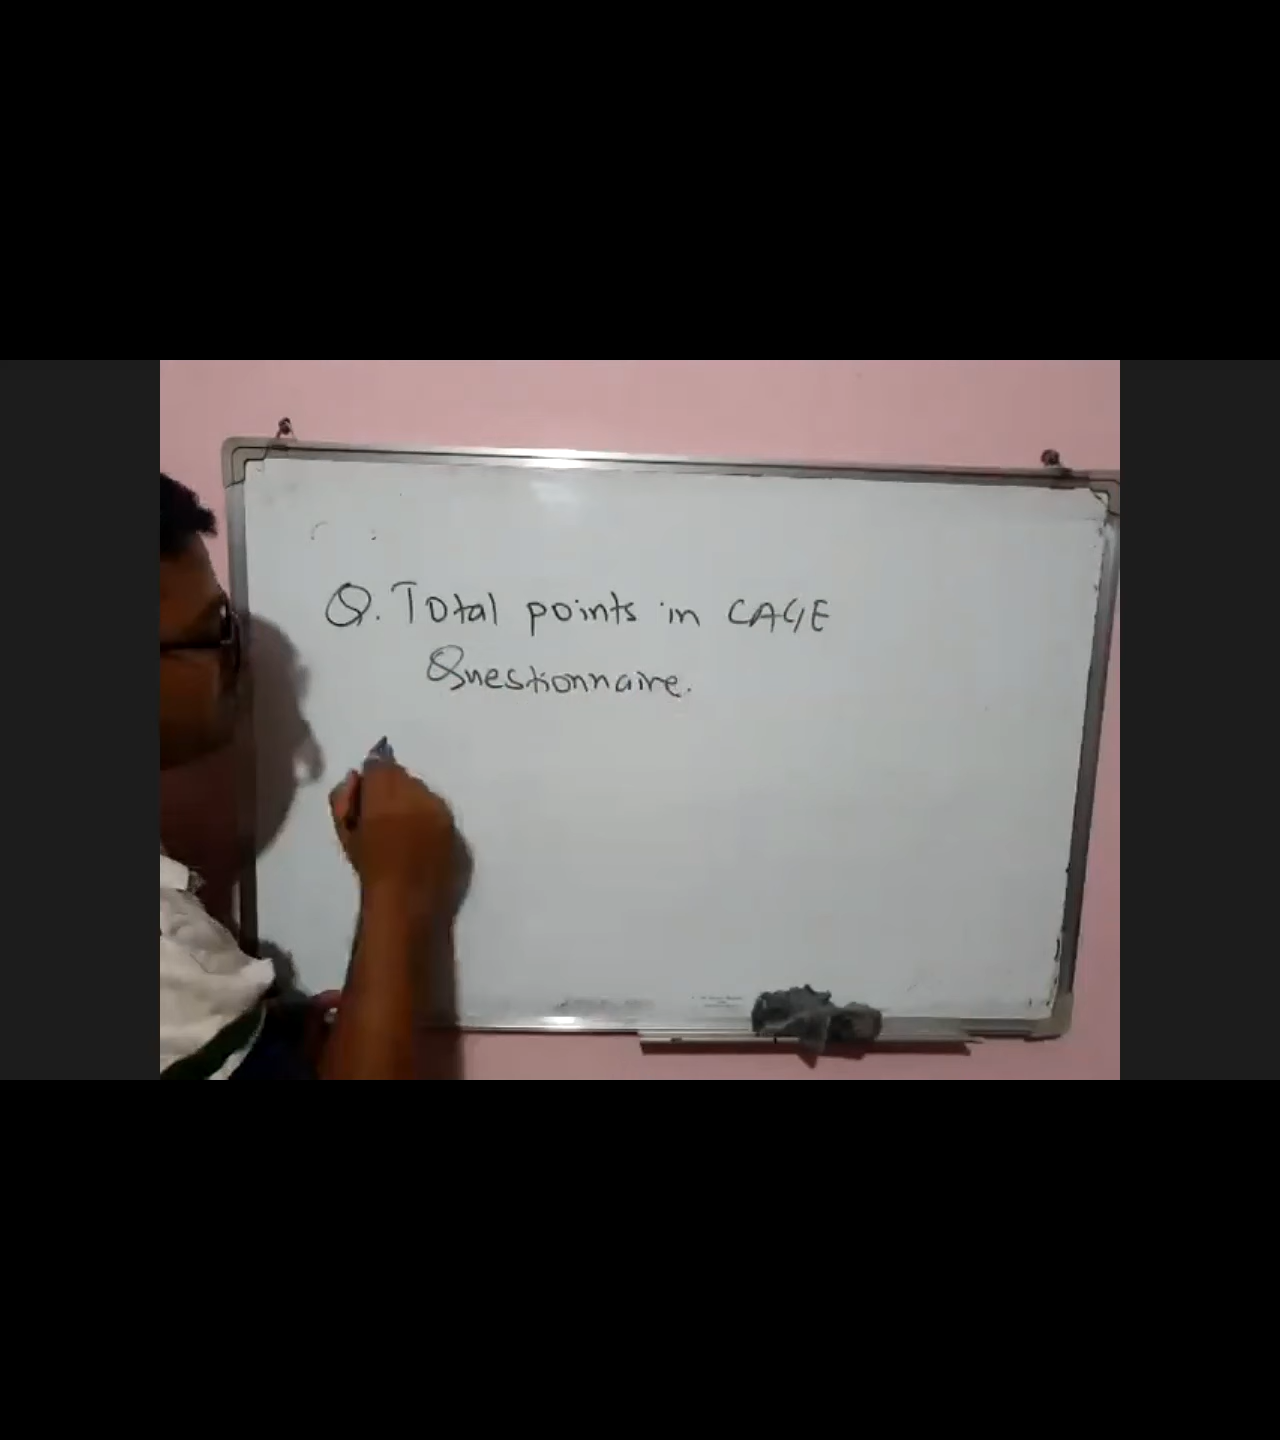 Q. Total points in CAGE
Questionnaire.